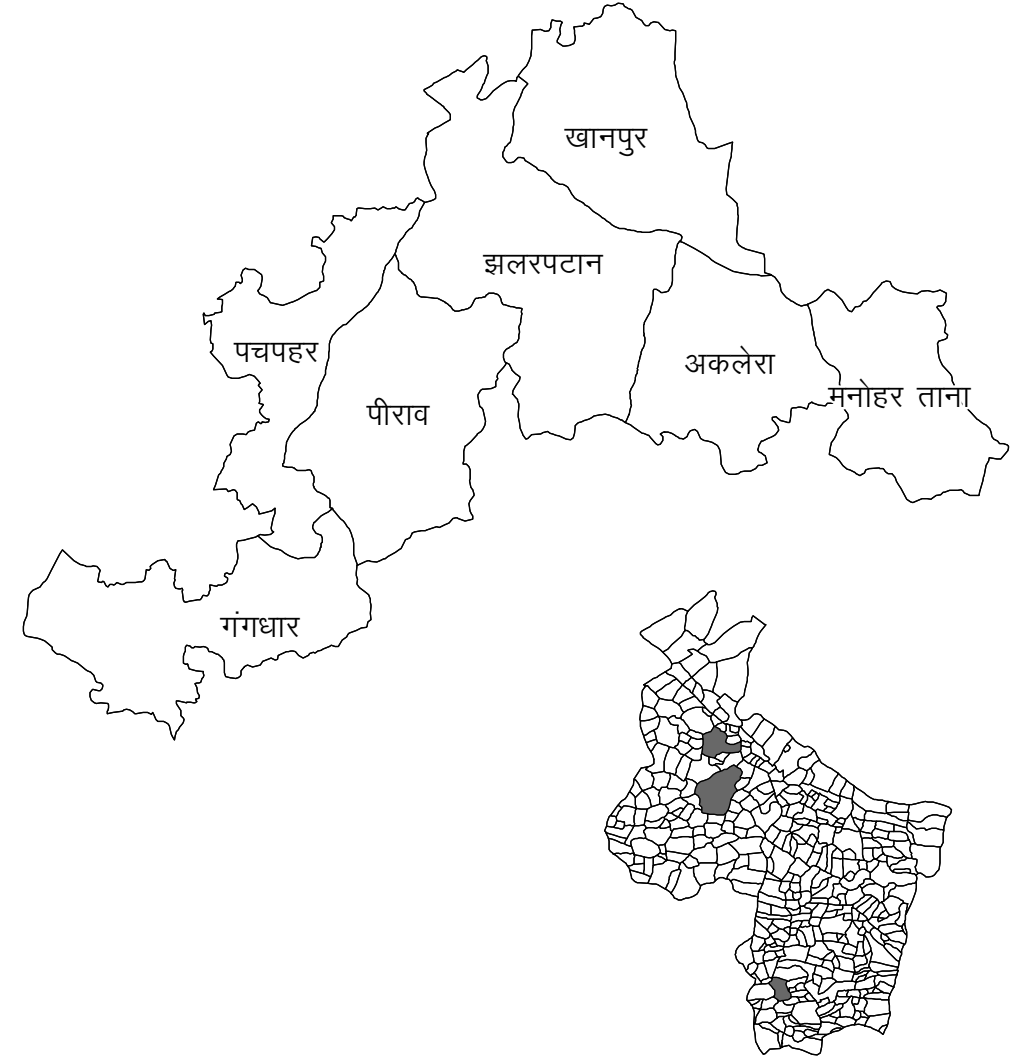 खानपुर
झलरपटान
पचपहर
अकलेरा
मनोहर ताना
पीराव
गंगधार